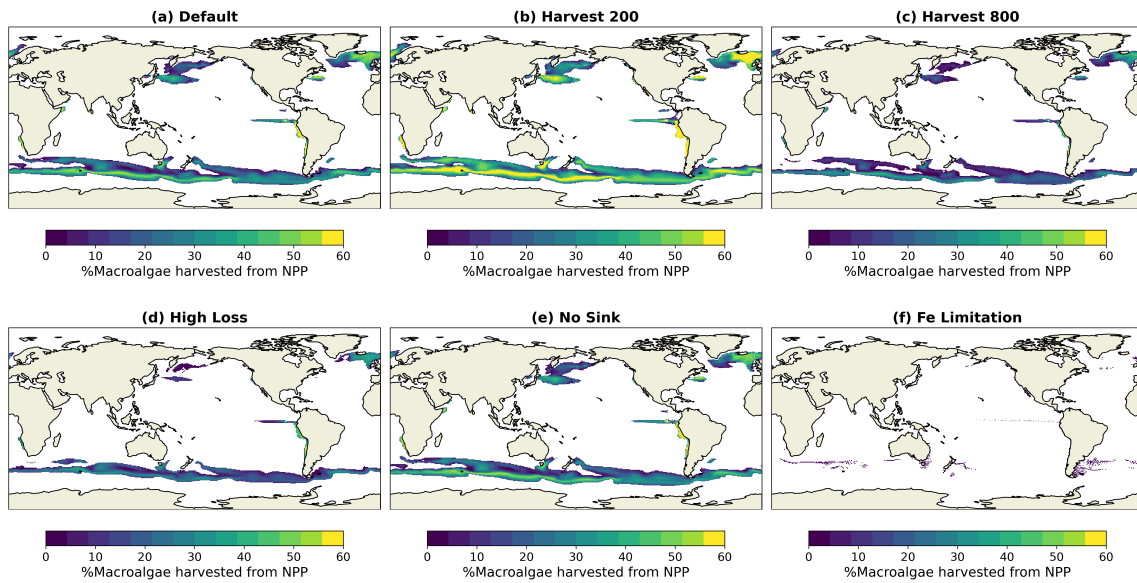 (a) Default
(b) Harvest 200
(c) Harvest 800
0 10 20 30 40 50 60
%Macroalgae harvested from NPP
0 10 20 30 40 50 60
%Macroalgae harvested from NPP
0 10 20 30 40 50 60
%Macroalgae harvested from NPP
(d) High Loss
(e) No Sink
(f) Fe Limitation
0 10 20 30 40 50 60
%Macroalgae harvested from NPP
0 10 20 30 40 50 60
%Macroalgae harvested from NPP
0 10 20 30 40 50 60
%Macroalgae harvested from NPP